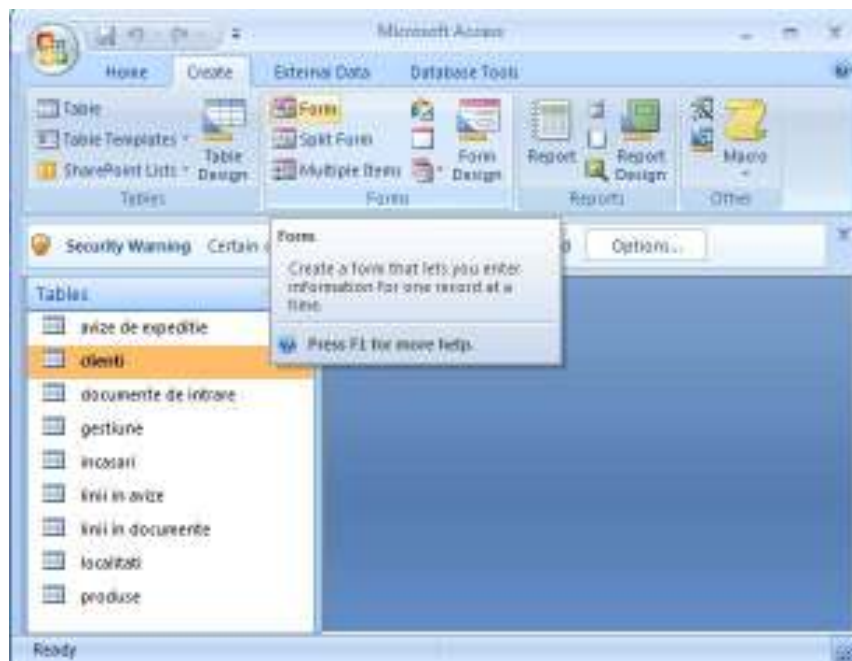 Microsoft Access
Home Create External Data Database Tools
Table
Table Templates
SharePoint Lists
Table Design
Tables
Form
Split Form
Multiple Items
Form Design
Forms
Report
Report Design
Reports
Macro
Other
Security Warning Certain
Options...
Form
Create a form that lets you enter
information for one record at a
time.
Press F1 for more help.
Tables
avize de expeditie
clienti
documente de intrare
gestiune
incasari
linii in avize
linii in documente
localitati
produse
Ready